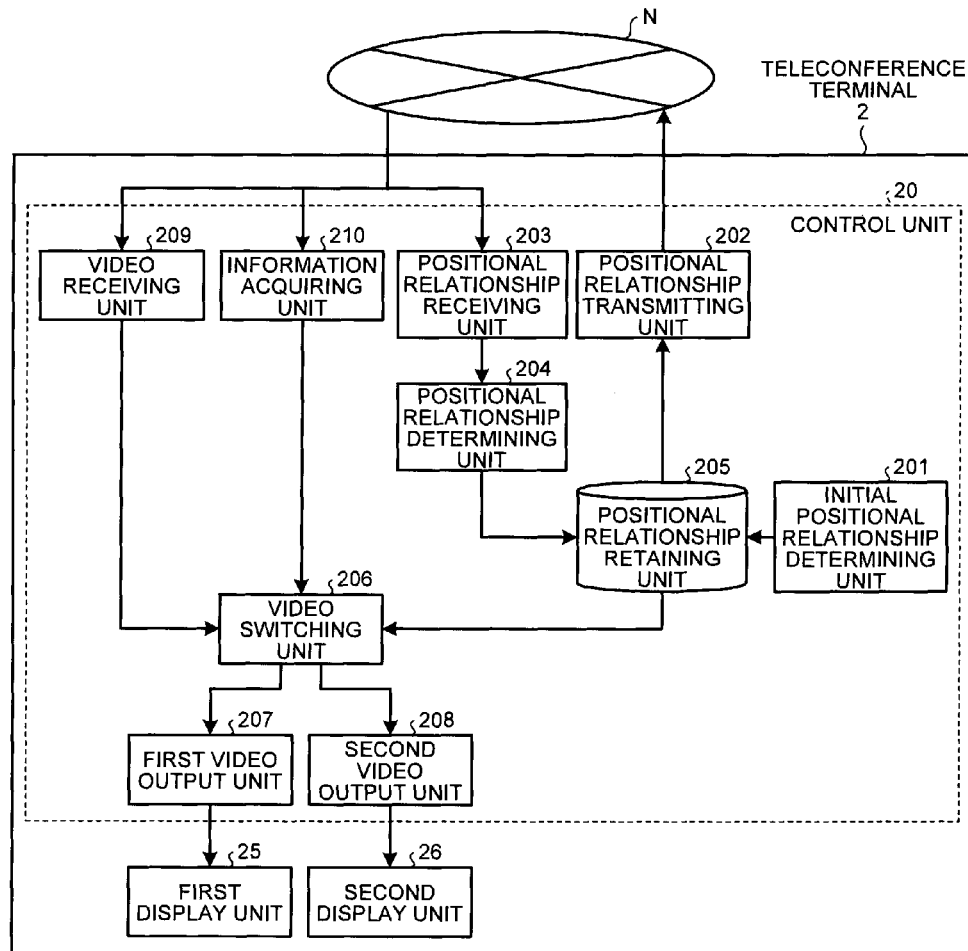 N
TELECONFERENCE
TERMINAL
2
20
CONTROL UNIT
209
VIDEO
RECEIVING
UNIT
210
INFORMATION
ACQUIRING
UNIT
203
POSITIONAL
RELATIONSHIP
RECEIVING
UNIT
202
POSITIONAL
RELATIONSHIP
TRANSMITTING
UNIT
204
POSITIONAL
RELATIONSHIP
DETERMINING
UNIT
205
POSITIONAL
RELATIONSHIP
RETAINING
UNIT
201
INITIAL
POSITIONAL
RELATIONSHIP
DETERMINING
UNIT
206
VIDEO
SWITCHING
UNIT
207
FIRST VIDEO
OUTPUT UNIT
208
SECOND
VIDEO
OUTPUT UNIT
25
FIRST
DISPLAY UNIT
26
SECOND
DISPLAY UNIT